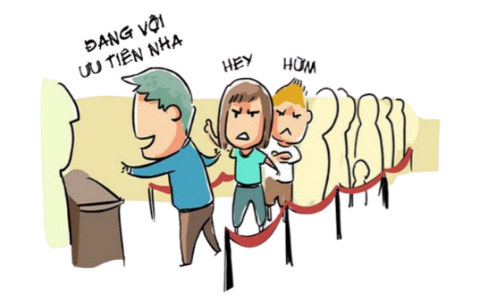 ĐANG VỘI
ƯU TIÊN NHA
HEY
HỪM